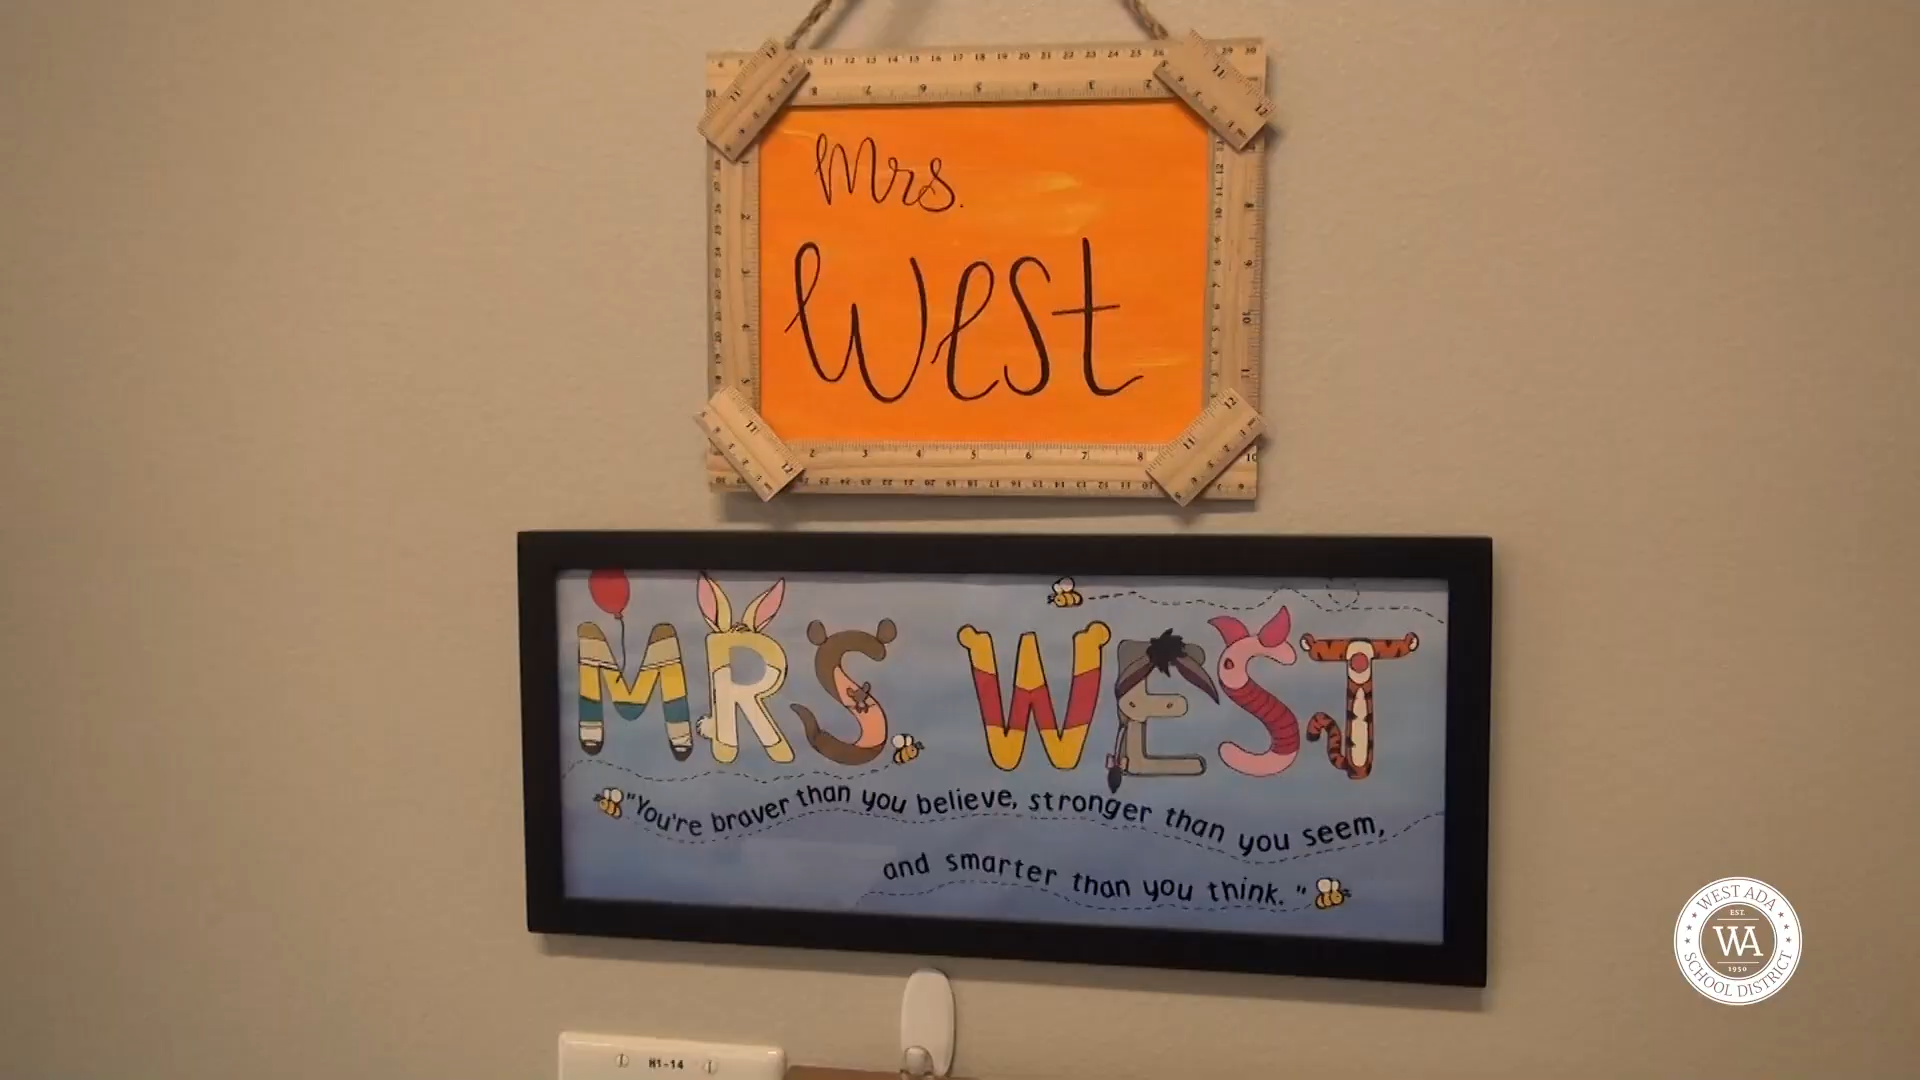 Mrs.
West
MRS. WEST
"You're braver than you believe, stronger than you seem,
and smarter than you think."
H1-14
WEST ADA
EST.
WA
1950
SCHOOL DISTRICT